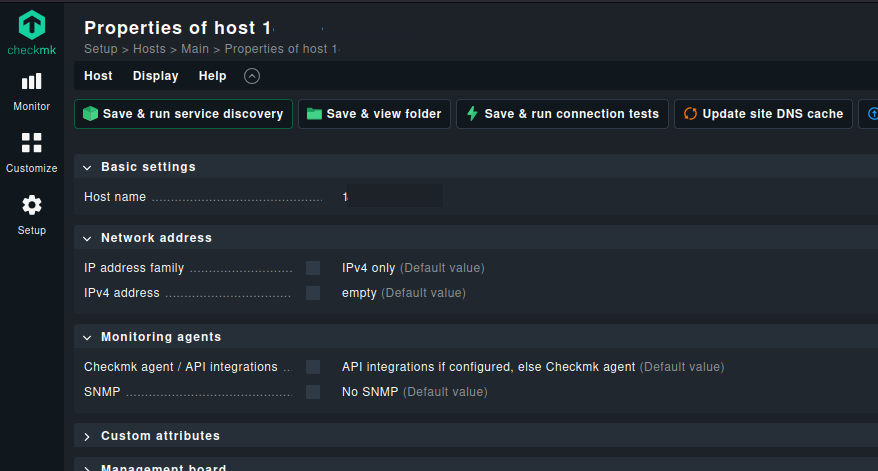 Properties of host 1
Setup > Hosts > Main > Properties of host 1
checkmk
Host Display Help
Save & run service discovery Save & view folder Save & run connection tests Update site DNS cache
Monitor
Customize
Setup
Basic settings
Host name 1
Network address
IP address family IPv4 only (Default value)
IPv4 address empty (Default value)
Monitoring agents
Checkmk agent / API integrations API integrations if configured, else Checkmk agent (Default value)
SNMP No SNMP (Default value)
Custom attributes
Management board